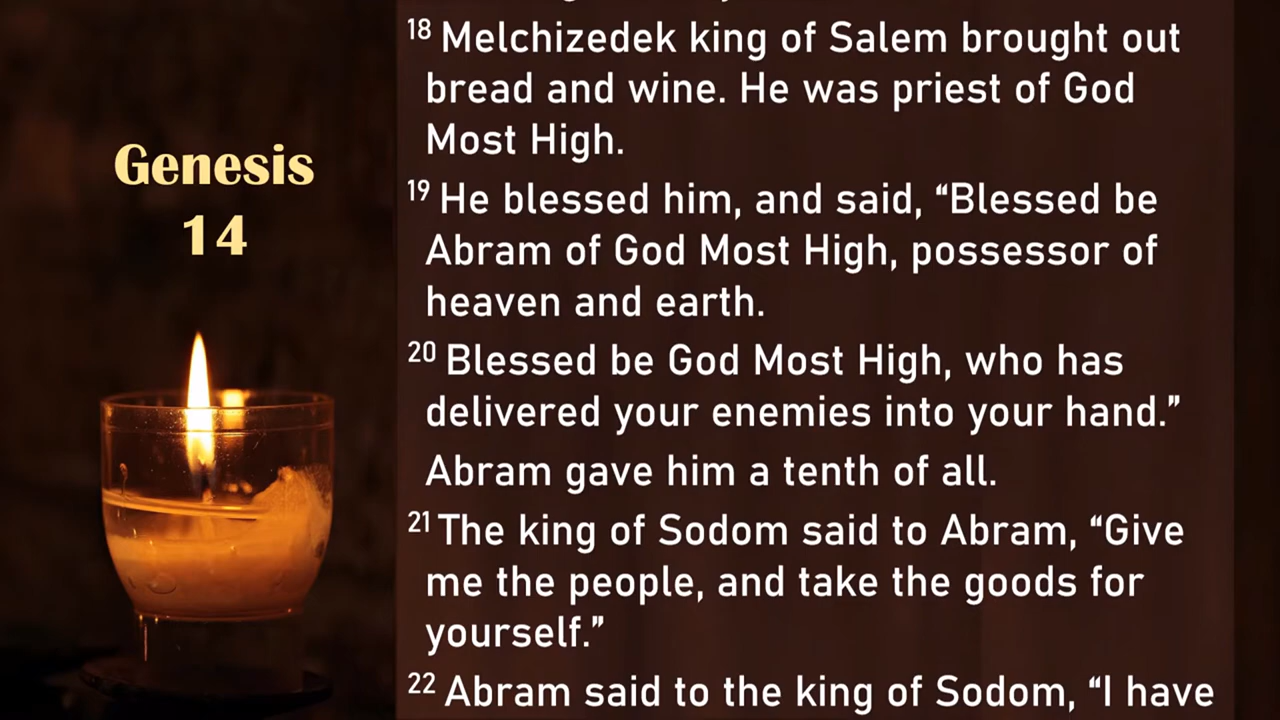 Genesis
14
18 Melchizedek king of Salem brought out
bread and wine. He was priest of God
Most High.
19 He blessed him, and said, “Blessed be
Abram of God Most High, possessor of
heaven and earth.
20 Blessed be God Most High, who has
delivered your enemies into your hand.”
Abram gave him a tenth of all.
21 The king of Sodom said to Abram, “Give
me the people, and take the goods for
yourself.”
22 Abram said to the king of Sodom, “I have